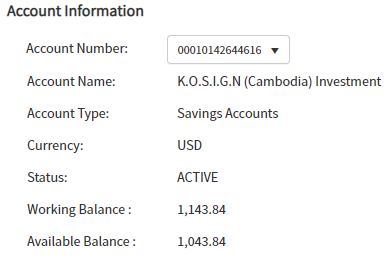 Account Information
Account Number: 00010142644616
Account Name: K.O.S.I.G.N (Cambodia) Investment
Account Type: Savings Accounts
Currency: USD
Status: ACTIVE
Working Balance : 1,143.84
Available Balance : 1,043.84